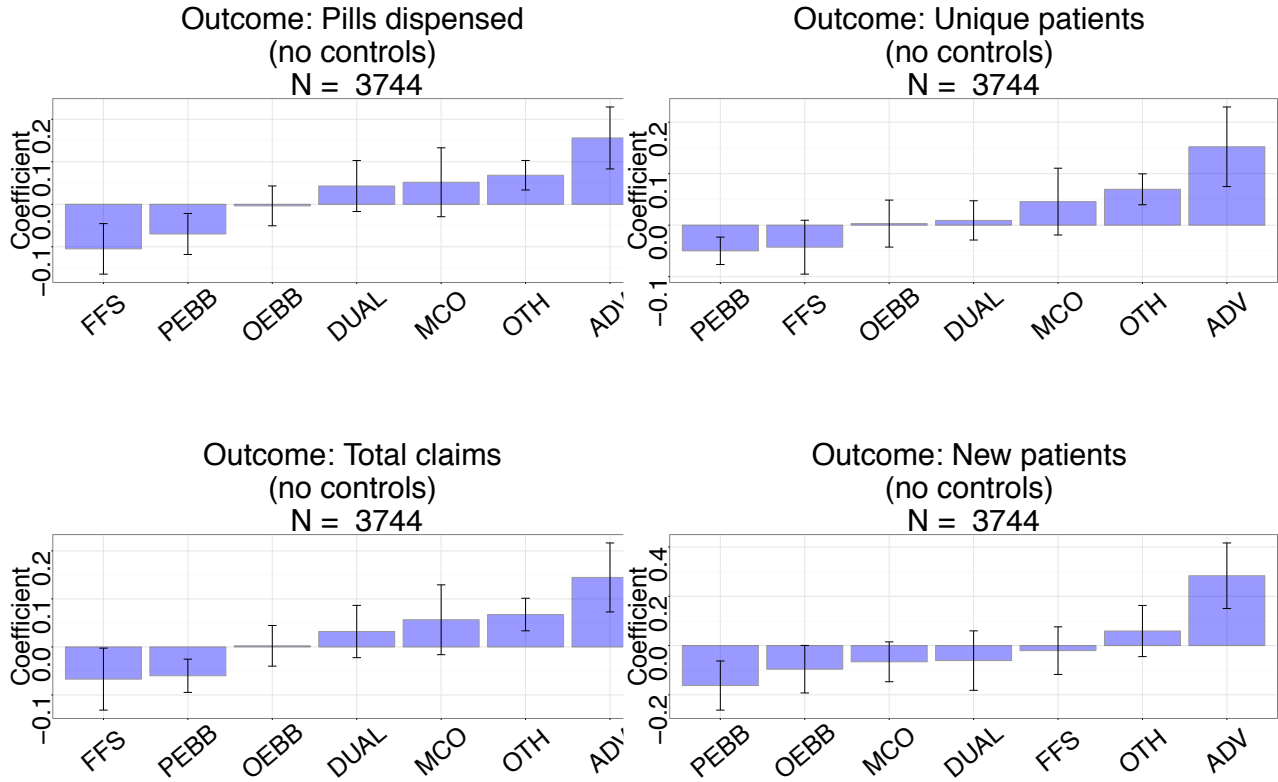 Outcome: Pills dispensed
(no controls)
N = 3744
Coefficient
0.2
0.1
0.0
−0.1
FFS PEBB OEBB DUAL MCO OTH ADV
Outcome: Unique patients
(no controls)
N = 3744
Coefficient
0.2
0.1
0.0
−0.1
PEBB FFS OEBB DUAL MCO OTH ADV
Outcome: Total claims
(no controls)
N = 3744
Coefficient
0.2
0.1
0.0
−0.1
FFS PEBB OEBB DUAL MCO OTH ADV
Outcome: New patients
(no controls)
N = 3744
Coefficient
0.4
0.2
0.0
−0.2
PEBB OEBB MCO DUAL FFS OTH ADV